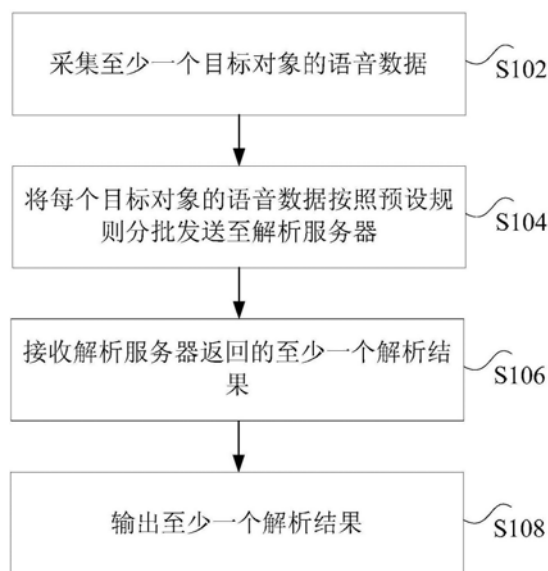 采集至少一个目标对象的语音数据
S102
将每个目标对象的语音数据按照预设规
则分批发送至解析服务器
S104
接收解析服务器返回的至少一个解析结
果
S106
输出至少一个解析结果
S108